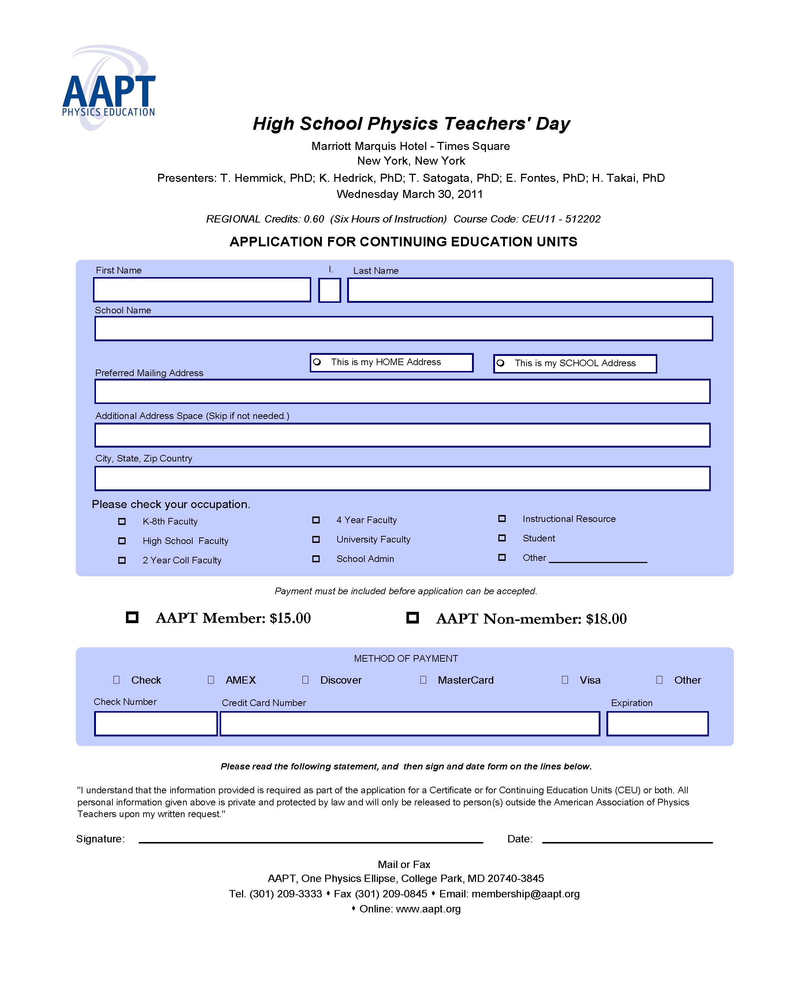 AAPT
PHYSICS EDUCATION
High School Physics Teachers' Day
Marriott Marquis Hotel - Times Square
New York, New York
Presenters: T. Hemmick, PhD; K. Hedrick, PhD; T. Satogata, PhD; E. Fontes, PhD; H. Takai, PhD
Wednesday March 30, 2011
REGIONAL Credits: 0.60 (Six Hours of Instruction) Course Code: CEU11 - 512202
APPLICATION FOR CONTINUING EDUCATION UNITS
First Name I. Last Name
School Name
This is my HOME Address This is my SCHOOL Address
Preferred Mailing Address
Additional Address Space (Skip if not needed.)
City, State, Zip Country
Please check your occupation.
K-8th Faculty 4 Year Faculty Instructional Resource
High School Faculty University Faculty Student
2 Year Coll Faculty School Admin Other
Payment must be included before application can be accepted.
AAPT Member: $15.00 AAPT Non-member: $18.00
METHOD OF PAYMENT
Check AMEX Discover MasterCard Visa Other
Check Number Credit Card Number Expiration
Please read the following statement, and then sign and date form on the lines below.
"I understand that the information provided is required as part of the application for a Certificate or for Continuing Education Units (CEU) or both. All
personal information given above is private and protected by law and will only be released to person(s) outside the American Association of Physics
Teachers upon my written request."
Signature: Date:
Mail or Fax
AAPT, One Physics Ellipse, College Park, MD 20740-3845
Tel. (301) 209-3333 ♦ Fax (301) 209-0845 ♦ Email: membership@aapt.org
♦ Online: www.aapt.org